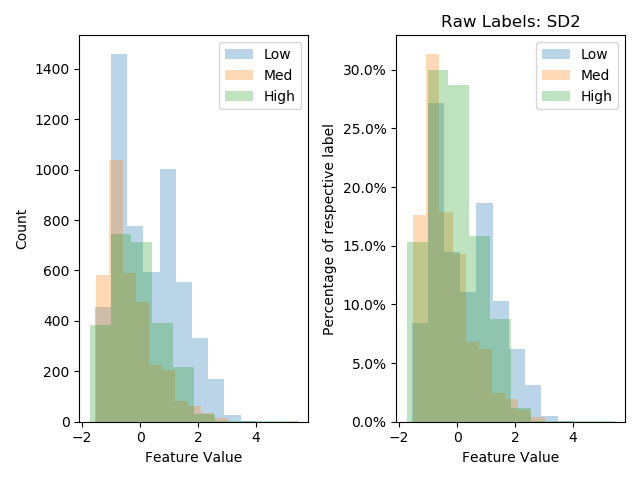 Raw Labels: SD2
Count
1400
1200
1000
800
600
400
200
0
−2
0
2
4
Feature Value
Low
Med
High
Percentage of respective label
30.0%
25.0%
20.0%
15.0%
10.0%
5.0%
0.0%
−2
0
2
4
Feature Value
Low
Med
High